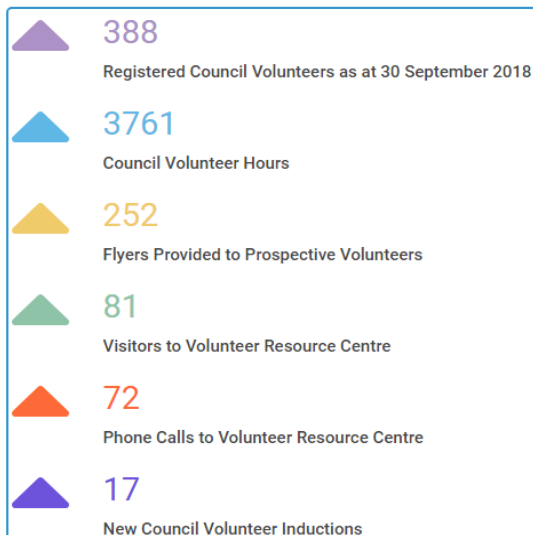 388
Registered Council Volunteers as at 30 September 2018
3761
Council Volunteer Hours
252
Flyers Provided to Prospective Volunteers
81
Visitors to Volunteer Resource Centre
72
Phone Calls to Volunteer Resource Centre
17
New Council Volunteer Inductions